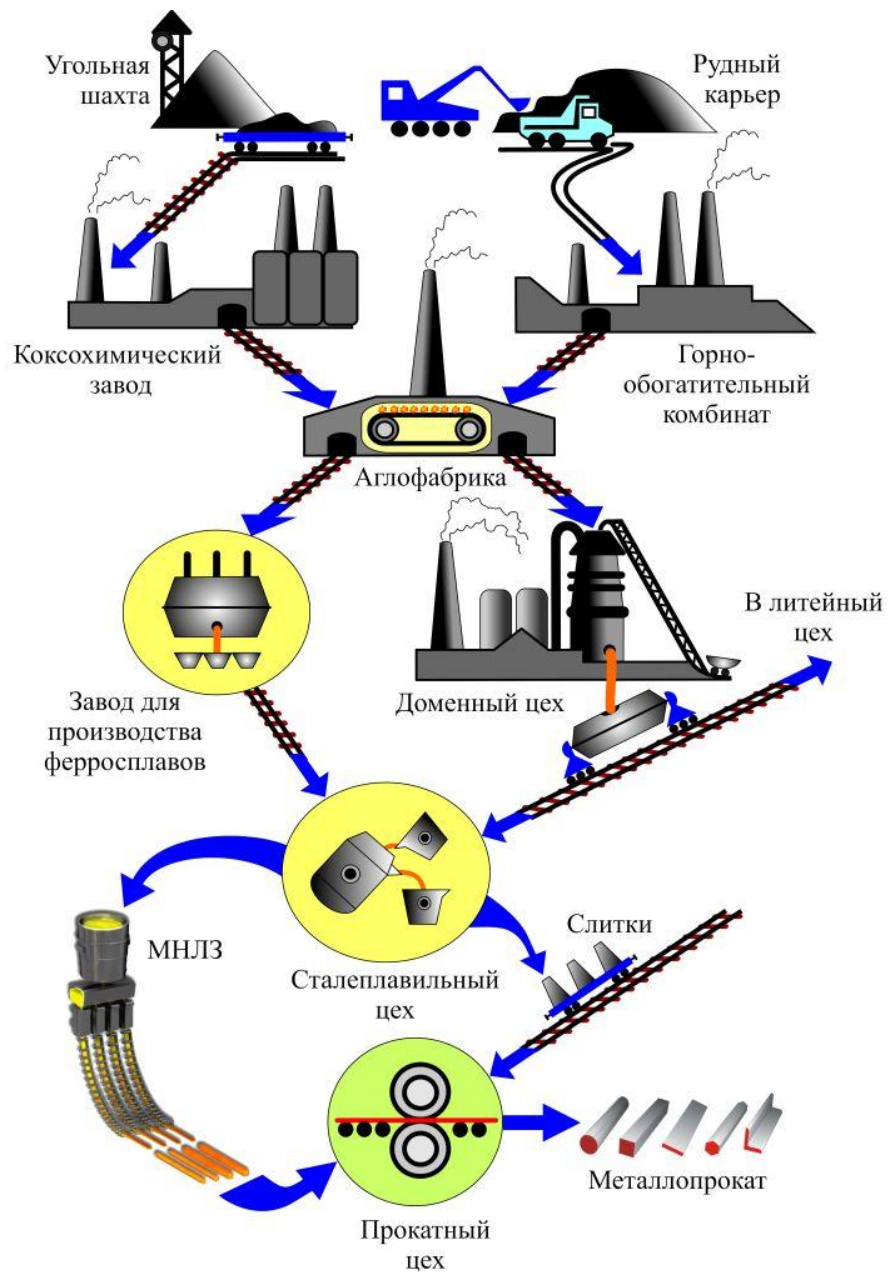 Угольная
шахта
Рудный
карьер
Коксохимический
завод
Горно-
обогатительный
комбинат
Аглофабрика
В литейный
цех
Завод для
производства
ферросплавов
Доменный цех
МНЛЗ
Сталеплавильный
цех
Слитки
Металлопрокат
Прокатный
цех